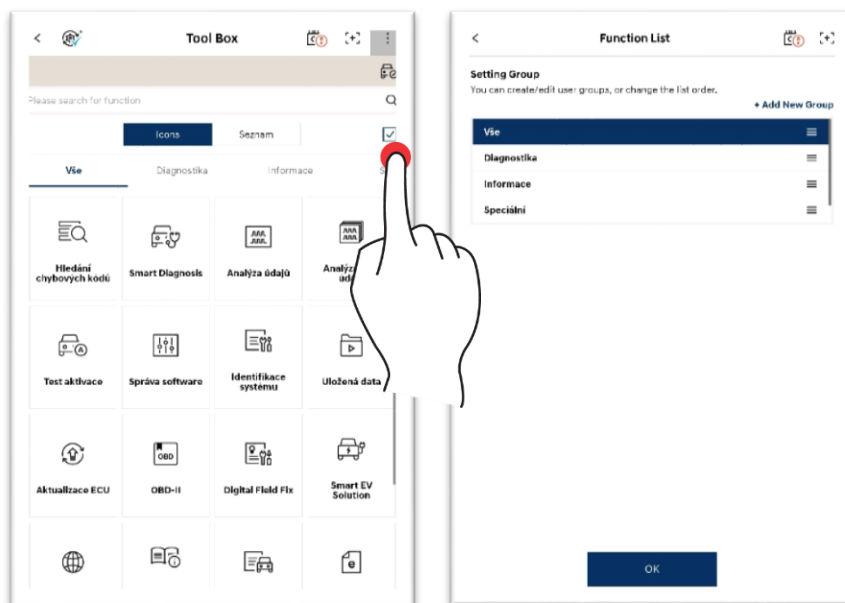 Tool Box
Please search for function
Icons
Seznam
Vše
Diagnostika
Informace
S
Hledání
chybových kódů
Smart Diagnosis
Analýza údajů
Test aktivace
Správa software
Identifikace
systému
Uložená data
Aktualizace ECU
OBD
OBD-II
Digital Field Fix
Smart EV
Solution
Function List
Setting Group
You can create/edit user groups, or change the list order.
+ Add New Group
Vše
Diagnostika
Informace
Speciální
OK